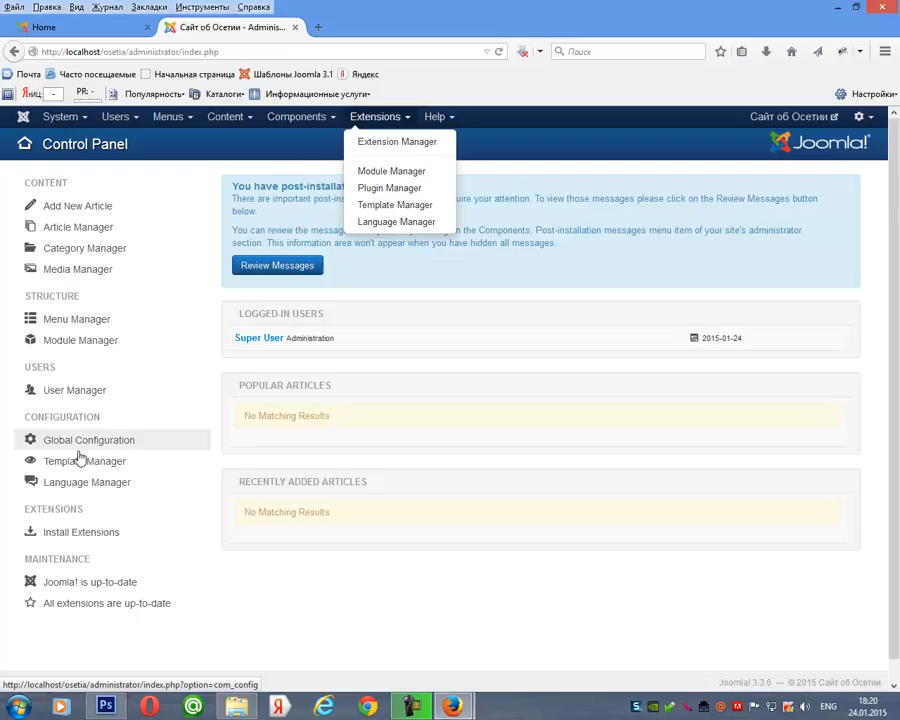 Файл Правка Вид Журнал Закладки Инструменты Справка
Home
Сайт об Осетии - Adminis...
http://localhost/osetia/administrator/index.php
Поиск
Почта Часто посещаемые Начальная страница Шаблоны Joomla 3.1 Яндекс
Яиц: - PR: - Популярность Каталоги Информационные услуги Настройки
System Users Menus Content Components Extensions Help Сайт об Осетии
Control Panel
Joomla!
Extension Manager
Module Manager
Plugin Manager
Template Manager
Language Manager
CONTENT
Add New Article
Article Manager
Category Manager
Media Manager
STRUCTURE
Menu Manager
Module Manager
USERS
User Manager
CONFIGURATION
Global Configuration
Template Manager
Language Manager
EXTENSIONS
Install Extensions
MAINTENANCE
Joomla! is up-to-date
All extensions are up-to-date
You have post-installa
There are important post-ins uire your attention. To view those messages please click on the Review Messages button
below.
You can review the messag the Components. Post-installation messages menu item of your site's administrator
section. This information area won't appear when you have hidden all messages.
Review Messages
LOGGED-IN USERS
Super User Administration 2015-01-24
POPULAR ARTICLES
No Matching Results
RECENTLY ADDED ARTICLES
No Matching Results
http://localhost/osetia/administrator/index.php?option=com_config
Joomla! 3.3.6 — © 2015 Сайт об Осетии
ENG
18:20
24.01.2015